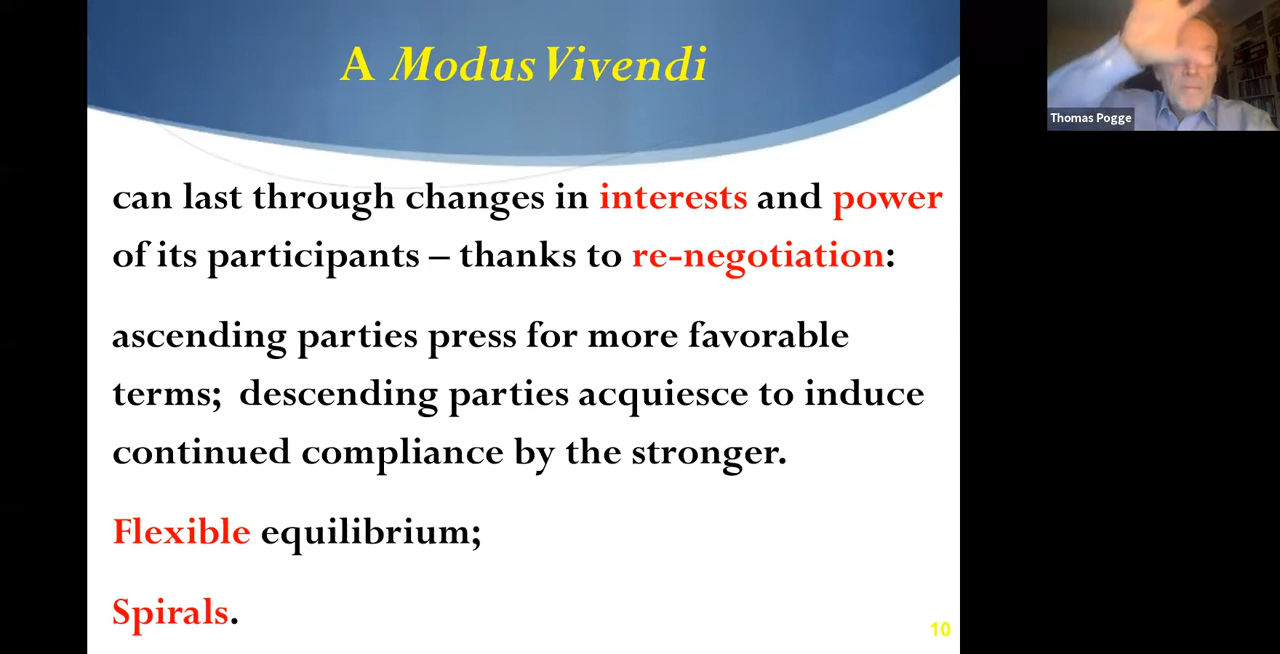 A Modus Vivendi
Thomas Pogge
can last through changes in interests and power
of its participants – thanks to re-negotiation:
ascending parties press for more favorable
terms; descending parties acquiesce to induce
continued compliance by the stronger.
Flexible equilibrium;
Spirals.
10